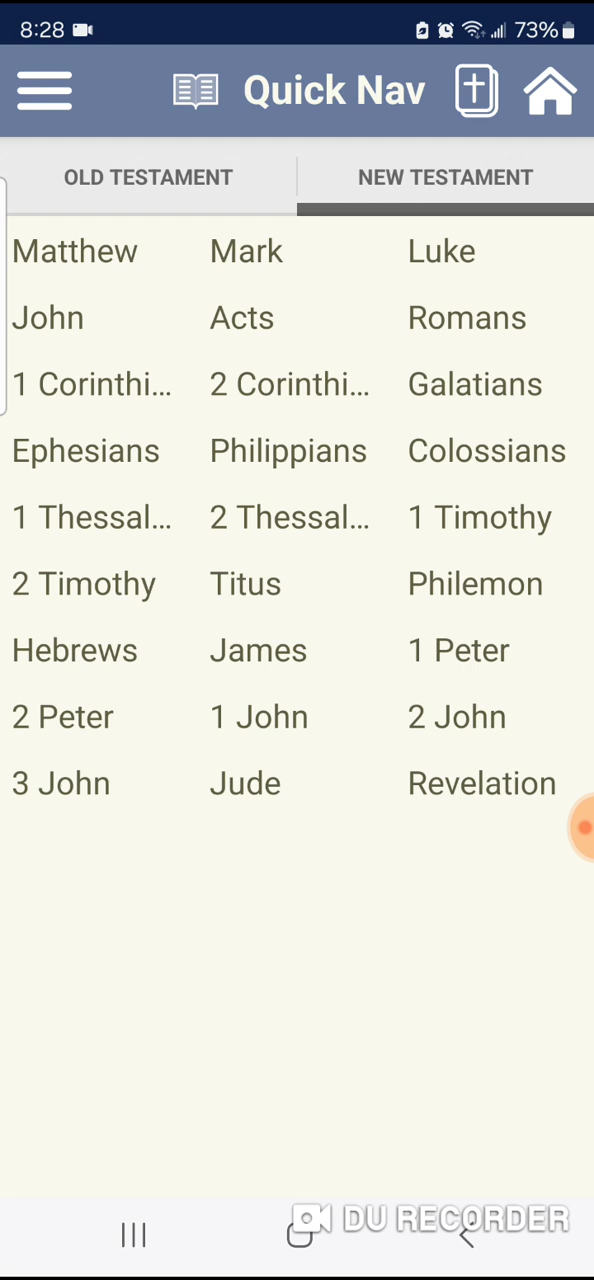 8:28 73%
Quick Nav
OLD TESTAMENT NEW TESTAMENT
Matthew Mark Luke
John Acts Romans
1 Corinthi... 2 Corinthi... Galatians
Ephesians Philippians Colossians
1 Thessal... 2 Thessal... 1 Timothy
2 Timothy Titus Philemon
Hebrews James 1 Peter
2 Peter 1 John 2 John
3 John Jude Revelation
DU RECORDER